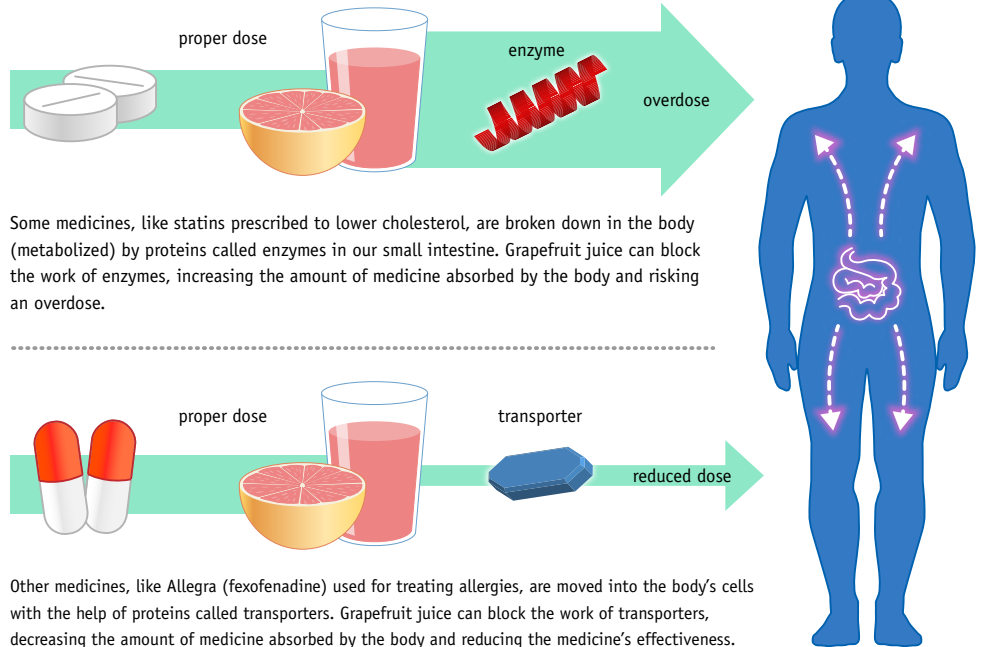 proper dose
enzyme
overdose
Some medicines, like statins prescribed to lower cholesterol, are broken down in the body
(metabolized) by proteins called enzymes in our small intestine. Grapefruit juice can block
the work of enzymes, increasing the amount of medicine absorbed by the body and risking
an overdose.
proper dose
transporter
reduced dose
Other medicines, like Allegra (fexofenadine) used for treating allergies, are moved into the body’s cells
with the help of proteins called transporters. Grapefruit juice can block the work of transporters,
decreasing the amount of medicine absorbed by the body and reducing the medicine’s effectiveness.